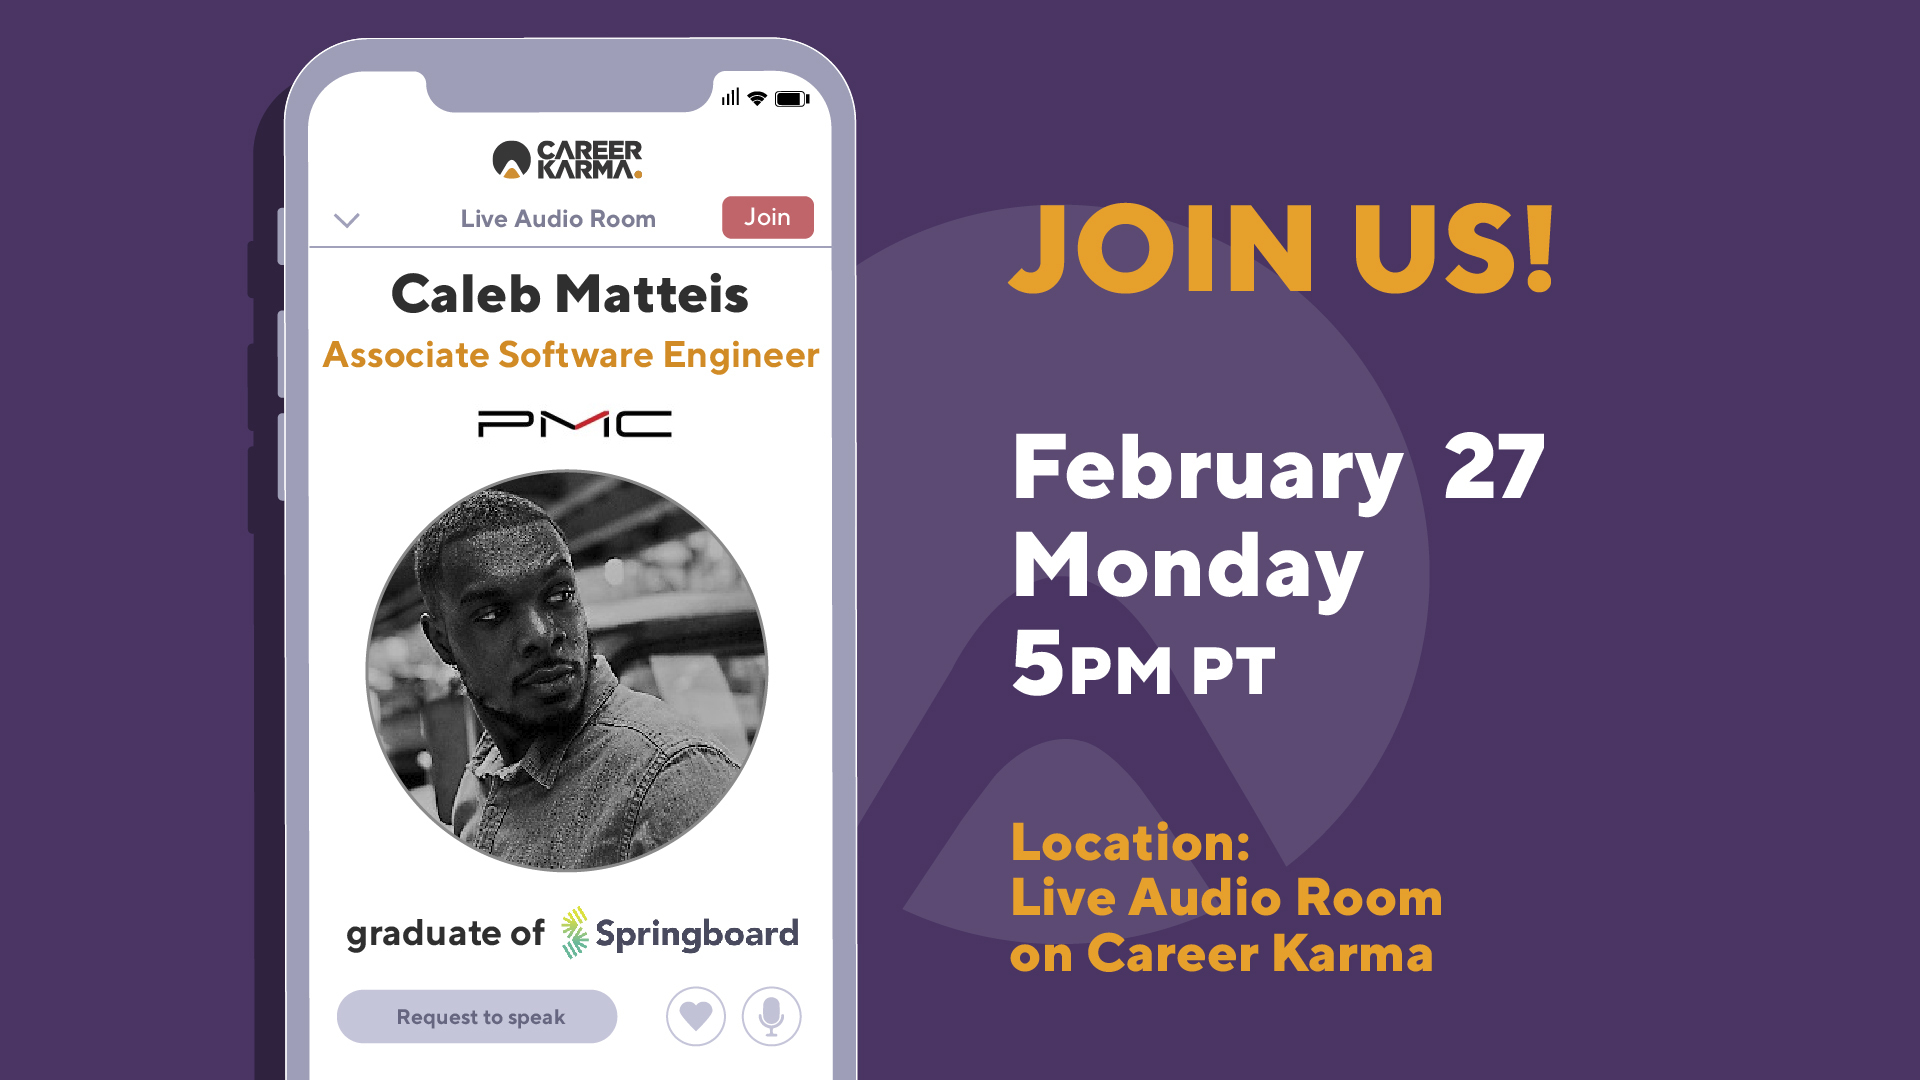 CAREER
KARMA.
Live Audio Room
Join
Caleb Matteis
Associate Software Engineer
PMC
graduate of Springboard
Request to speak
JOIN US!
February 27
Monday
5PM PT
Location:
Live Audio Room
on Career Karma